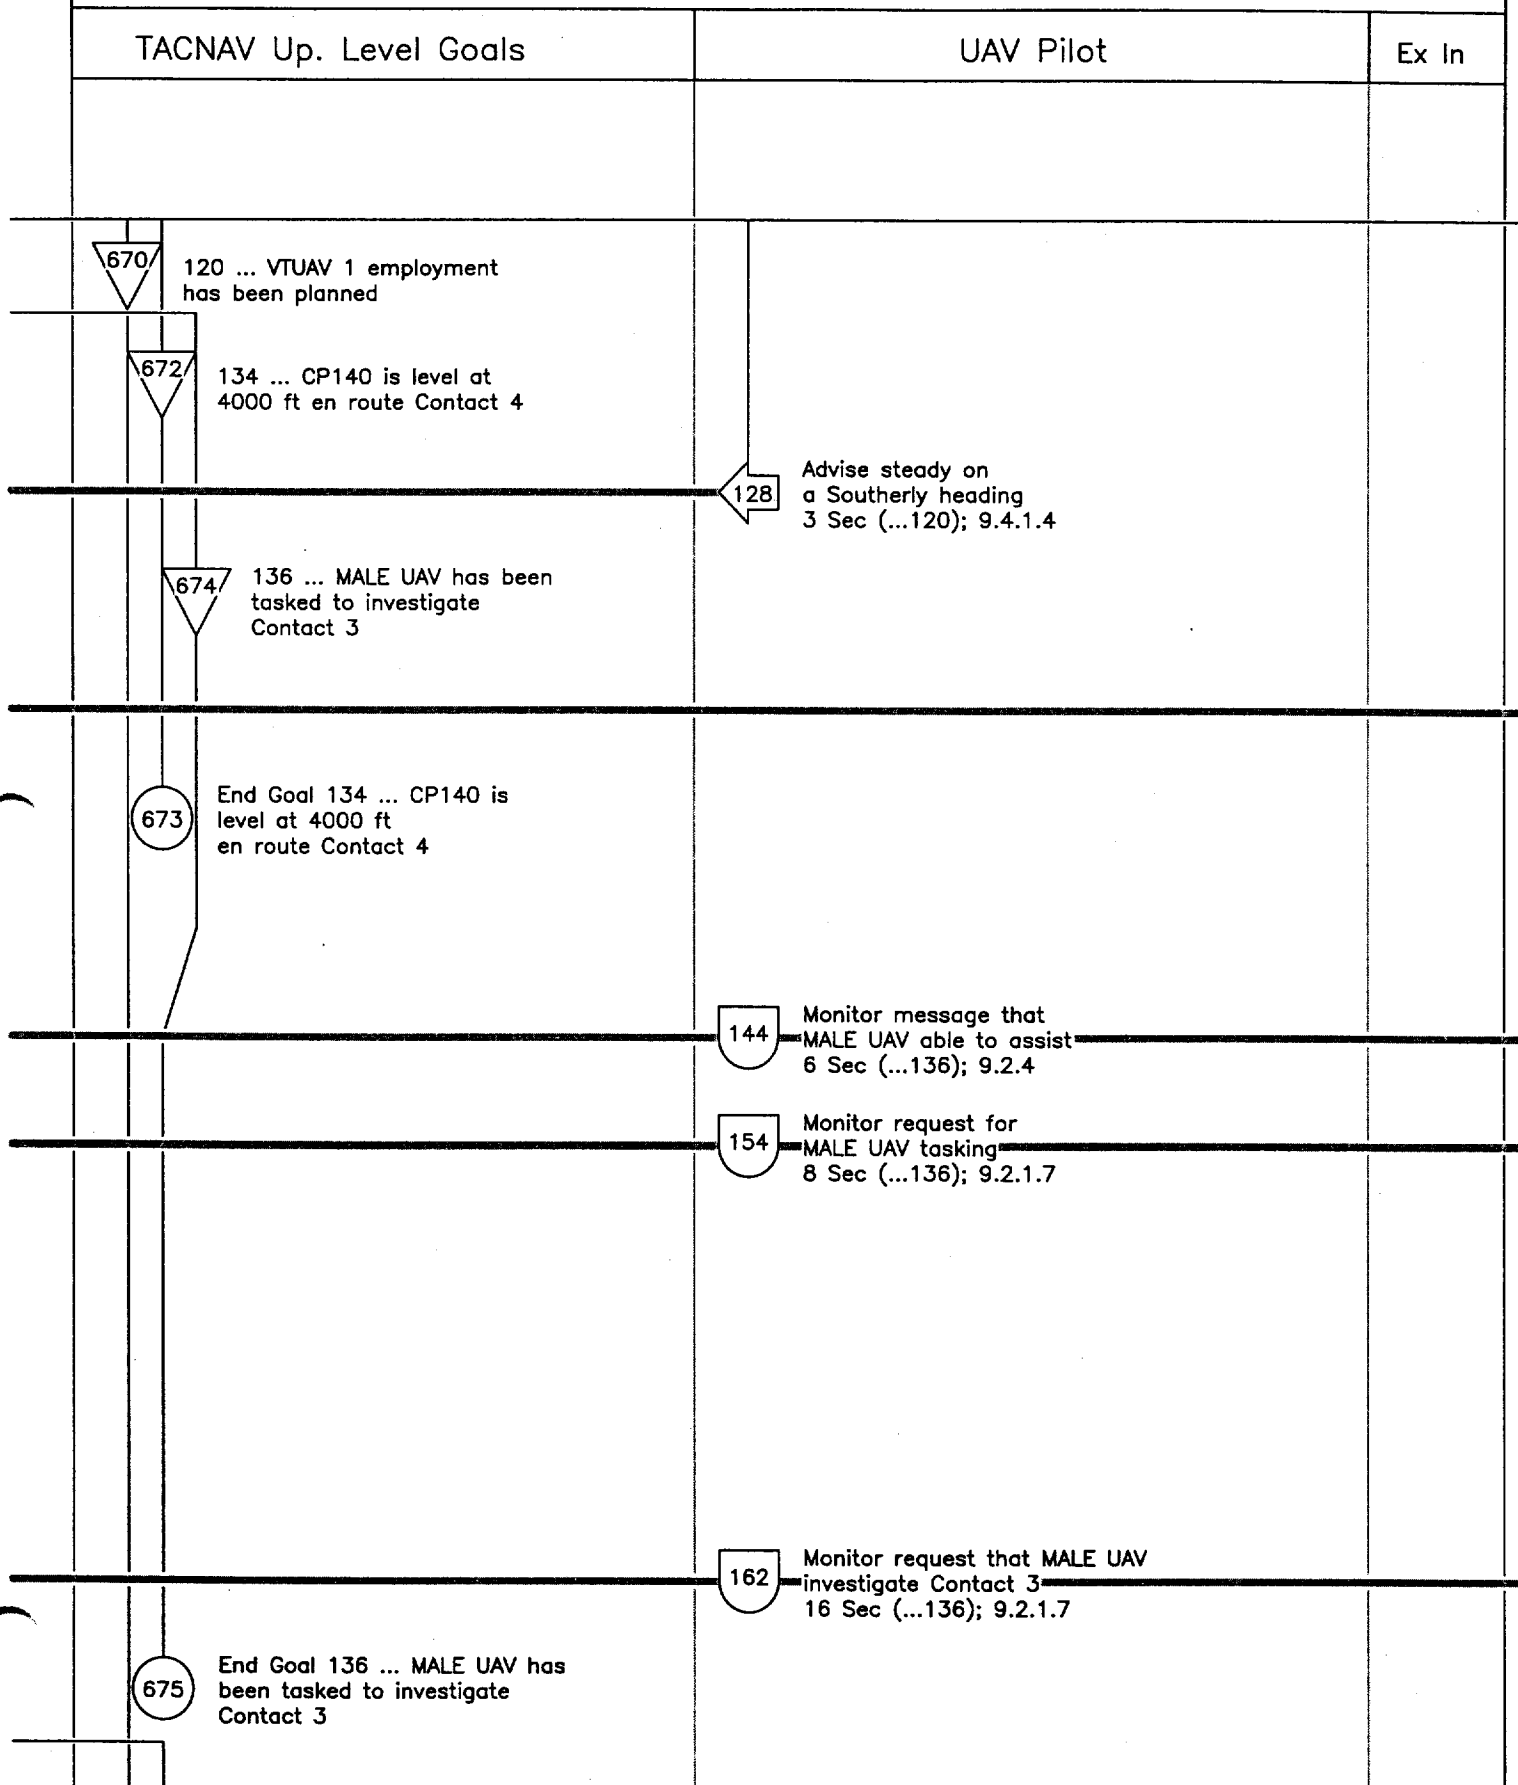 TACNAV Up. Level Goals
UAV Pilot
Ex In
670
120 ... VTUAV 1 employment
has been planned
672
134 ... CP140 is level at
4000 ft en route Contact 4
128
Advise steady on
a Southerly heading
3 Sec (...120); 9.4.1.4
674
136 ... MALE UAV has been
tasked to investigate
Contact 3
673
End Goal 134 ... CP140 is
level at 4000 ft
en route Contact 4
144
Monitor message that
MALE UAV able to assist
6 Sec (...136); 9.2.4
154
Monitor request for
MALE UAV tasking
8 Sec (...136); 9.2.1.7
162
Monitor request that MALE UAV
investigate Contact 3
16 Sec (...136); 9.2.1.7
675
End Goal 136 ... MALE UAV has
been tasked to investigate
Contact 3